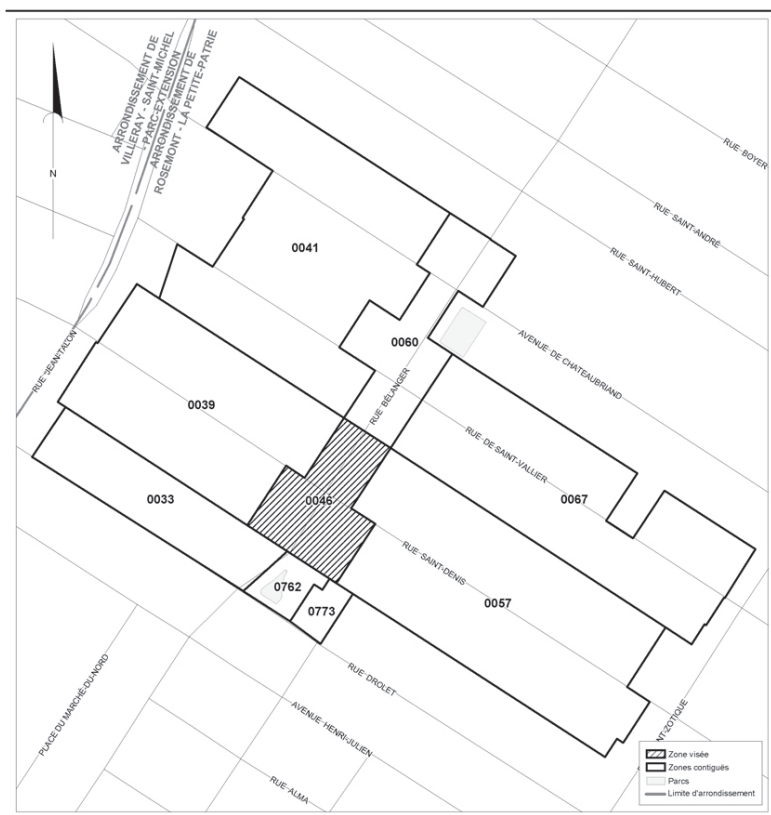 ARRONDISSEMENT DE
VILLERAY - SAINT-MICHEL
- PARC-EXTENSION
ARRONDISSEMENT DE
ROSEMONT - LA PETITE-PATRIE
N
RUE BOYER
RUE SAINT-ANDRÉ
RUE SAINT-HUBERT
0041
0060
AVENUE DE CHATEAUBRIAND
RUE JEAN-TALON
RUE BÉLANGER
0039
RUE DE SAINT-VALLIER
0067
0033
0046
RUE SAINT-DENIS
0762
0773
0057
RUE DROLET
PLACE DU MARCHÉ-DU-NORD
AVENUE HENRI-JULIEN
RUE ALMA
NT-ZOTIQUE
Zone visée
Zones contiguës
Parcs
Limite d'arrondissement